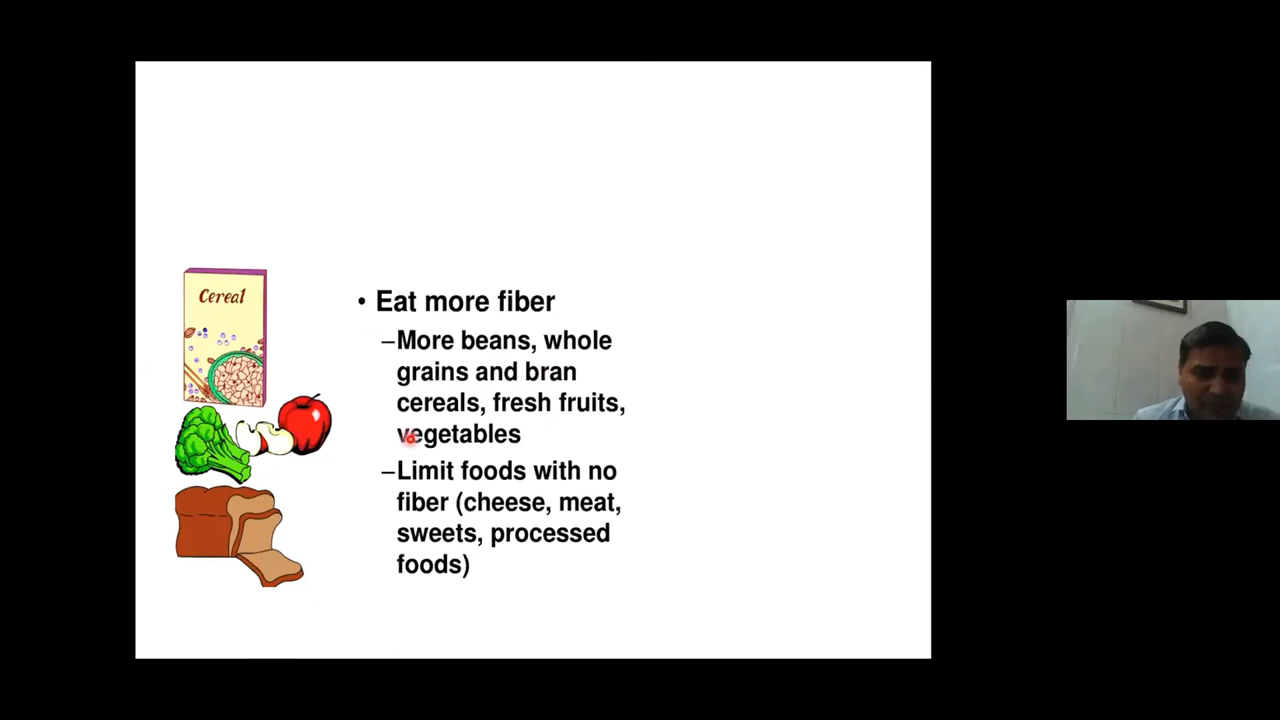 Cereal
• Eat more fiber
–More beans, whole
grains and bran
cereals, fresh fruits,
vegetables
–Limit foods with no
fiber (cheese, meat,
sweets, processed
foods)